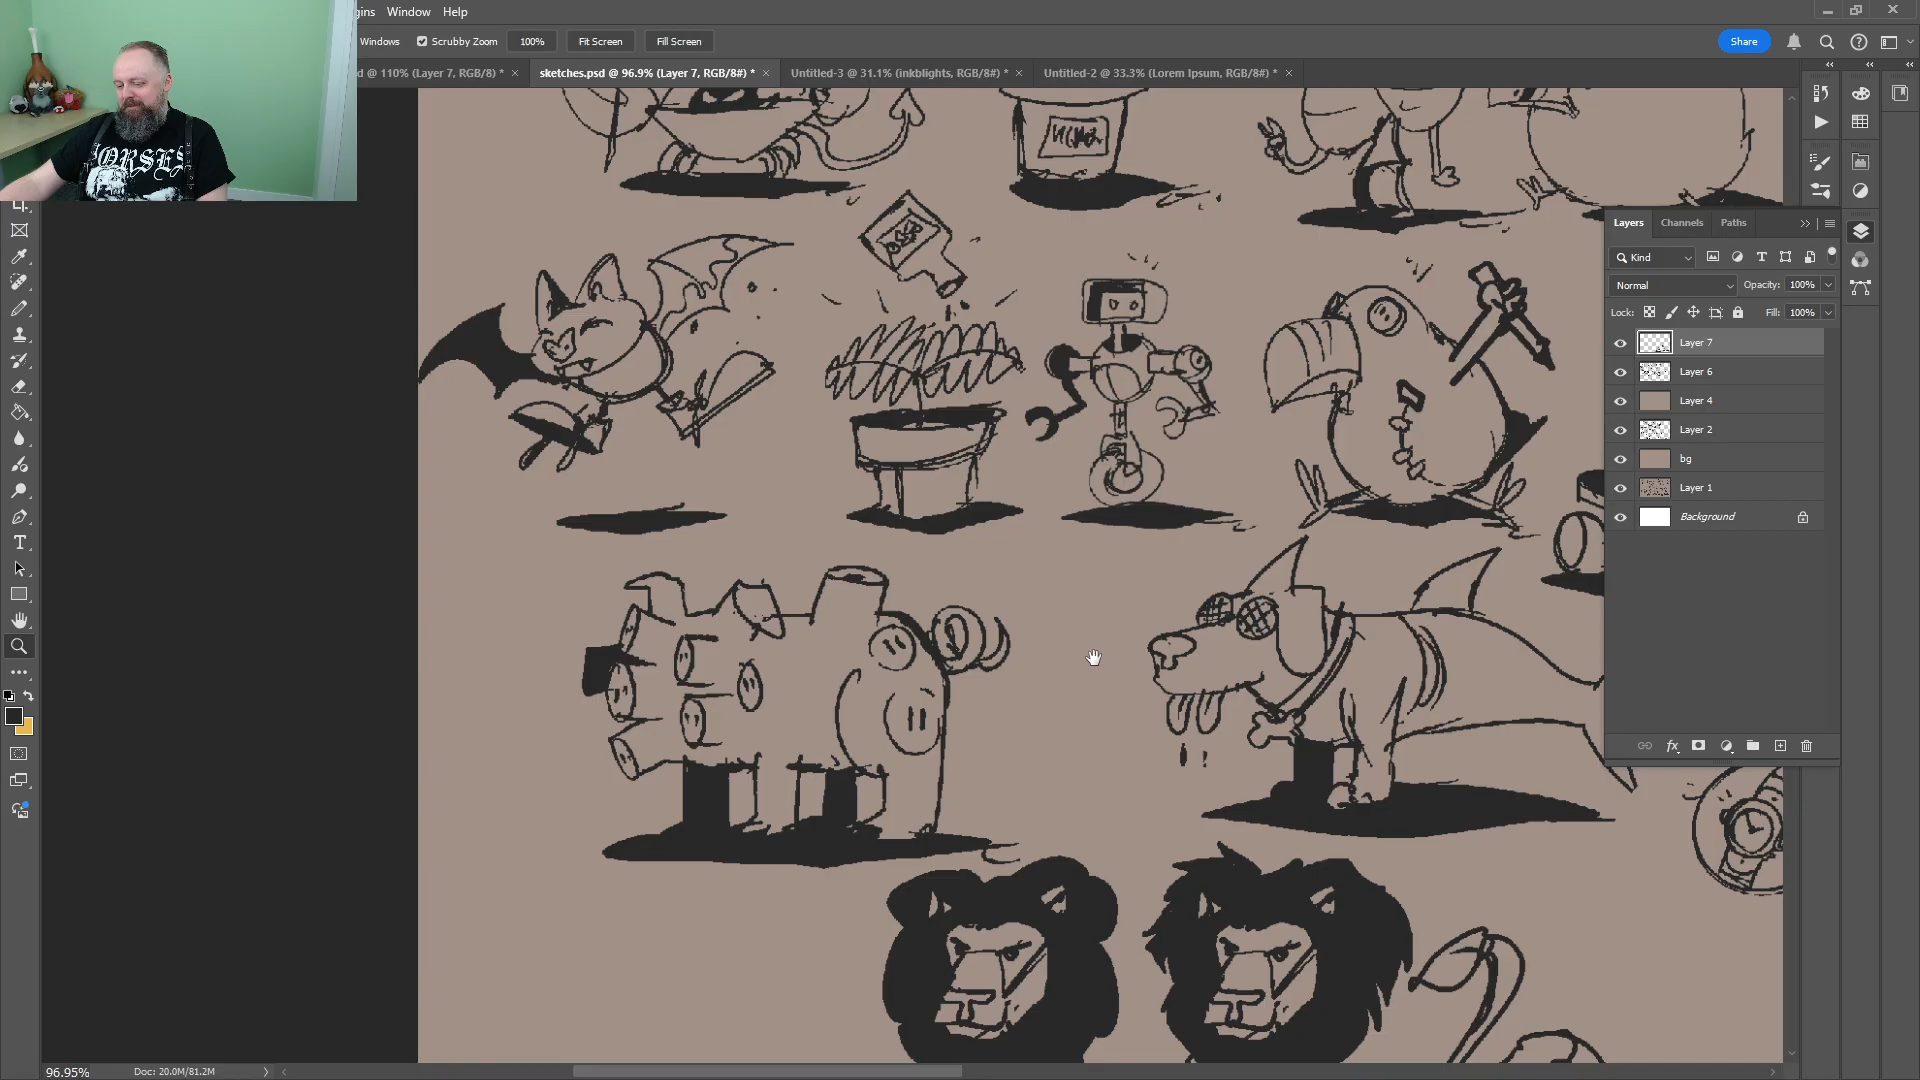 gins Window Help
Windows Scrubby Zoom 100% Fit Screen Fill Screen Share
d @ 110% (Layer 7, RGB/8) * ×
sketches.psd @ 96.9% (Layer 7, RGB/8#) * ×
Untitled-3 @ 31.1% (inkblights, RGB/8#) * ×
Untitled-2 @ 33.3% (Lorem Ipsum, RGB/8#) * ×
HORSES
Layers Channels Paths
Kind
Normal Opacity: 100%
Lock: Fill: 100%
Layer 7
Layer 6
Layer 4
Layer 2
bg
Layer 1
Background
fx
96.95% Doc: 20.0M/81.2M